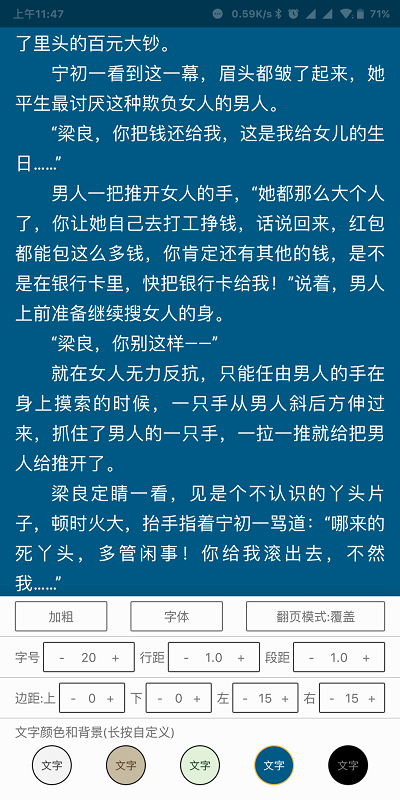 上午11:47 0.59K/s 71%
了里头的百元大钞。
宁初一看到这一幕，眉头都皱了起来，她
平生最讨厌这种欺负女人的男人。
“梁良，你把钱还给我，这是我给女儿的生
日……”
男人一把推开女人的手，“她都那么大个人
了，你让她自己去打工挣钱，话说回来，红包
都能包这么多钱，你肯定还有其他的钱，是不
是在银行卡里，快把银行卡给我！”说着，男人
上前准备继续搜女人的身。
“梁良，你别这样——”
就在女人无力反抗，只能任由男人的手在
身上摸索的时候，一只手从男人斜后方伸过
来，抓住了男人的一只手，一拉一推就给把男
人给推开了。
梁良定睛一看，见是个不认识的丫头片
子，顿时火大，抬手指着宁初一骂道：“哪来的
死丫头，多管闲事！你给我滚出去，不然
我……”
加粗 字体 翻页模式:覆盖
字号 - 20 + 行距 - 1.0 + 段距 - 1.0 +
边距:上 - 0 + 下 - 0 + 左 - 15 + 右 - 15 +
文字颜色和背景(长按自定义)
文字 文字 文字 文字 文字